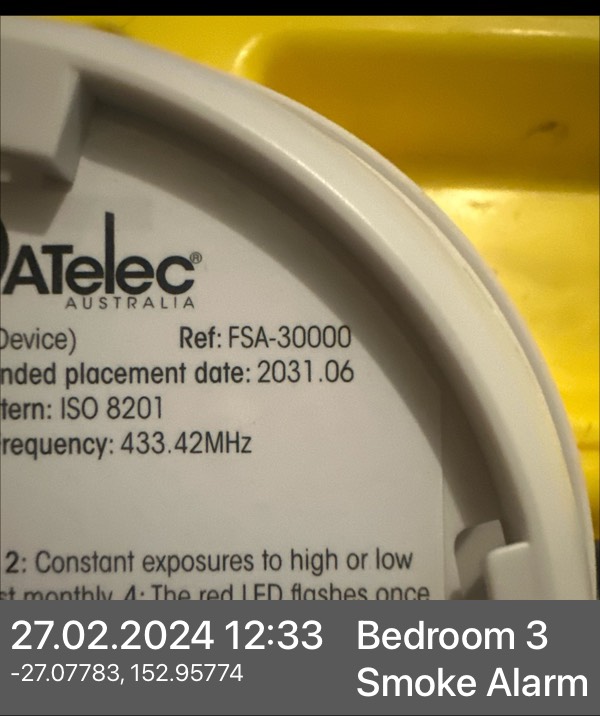 ATelec®
AUSTRALIA
Device) Ref: FSA-30000
nded placement date: 2031.06
tern: ISO 8201
requency: 433.42MHz
2: Constant exposures to high or low
st monthly. 4: The red LED flashes once
27.02.2024 12:33
-27.07783, 152.95774
Bedroom 3
Smoke Alarm